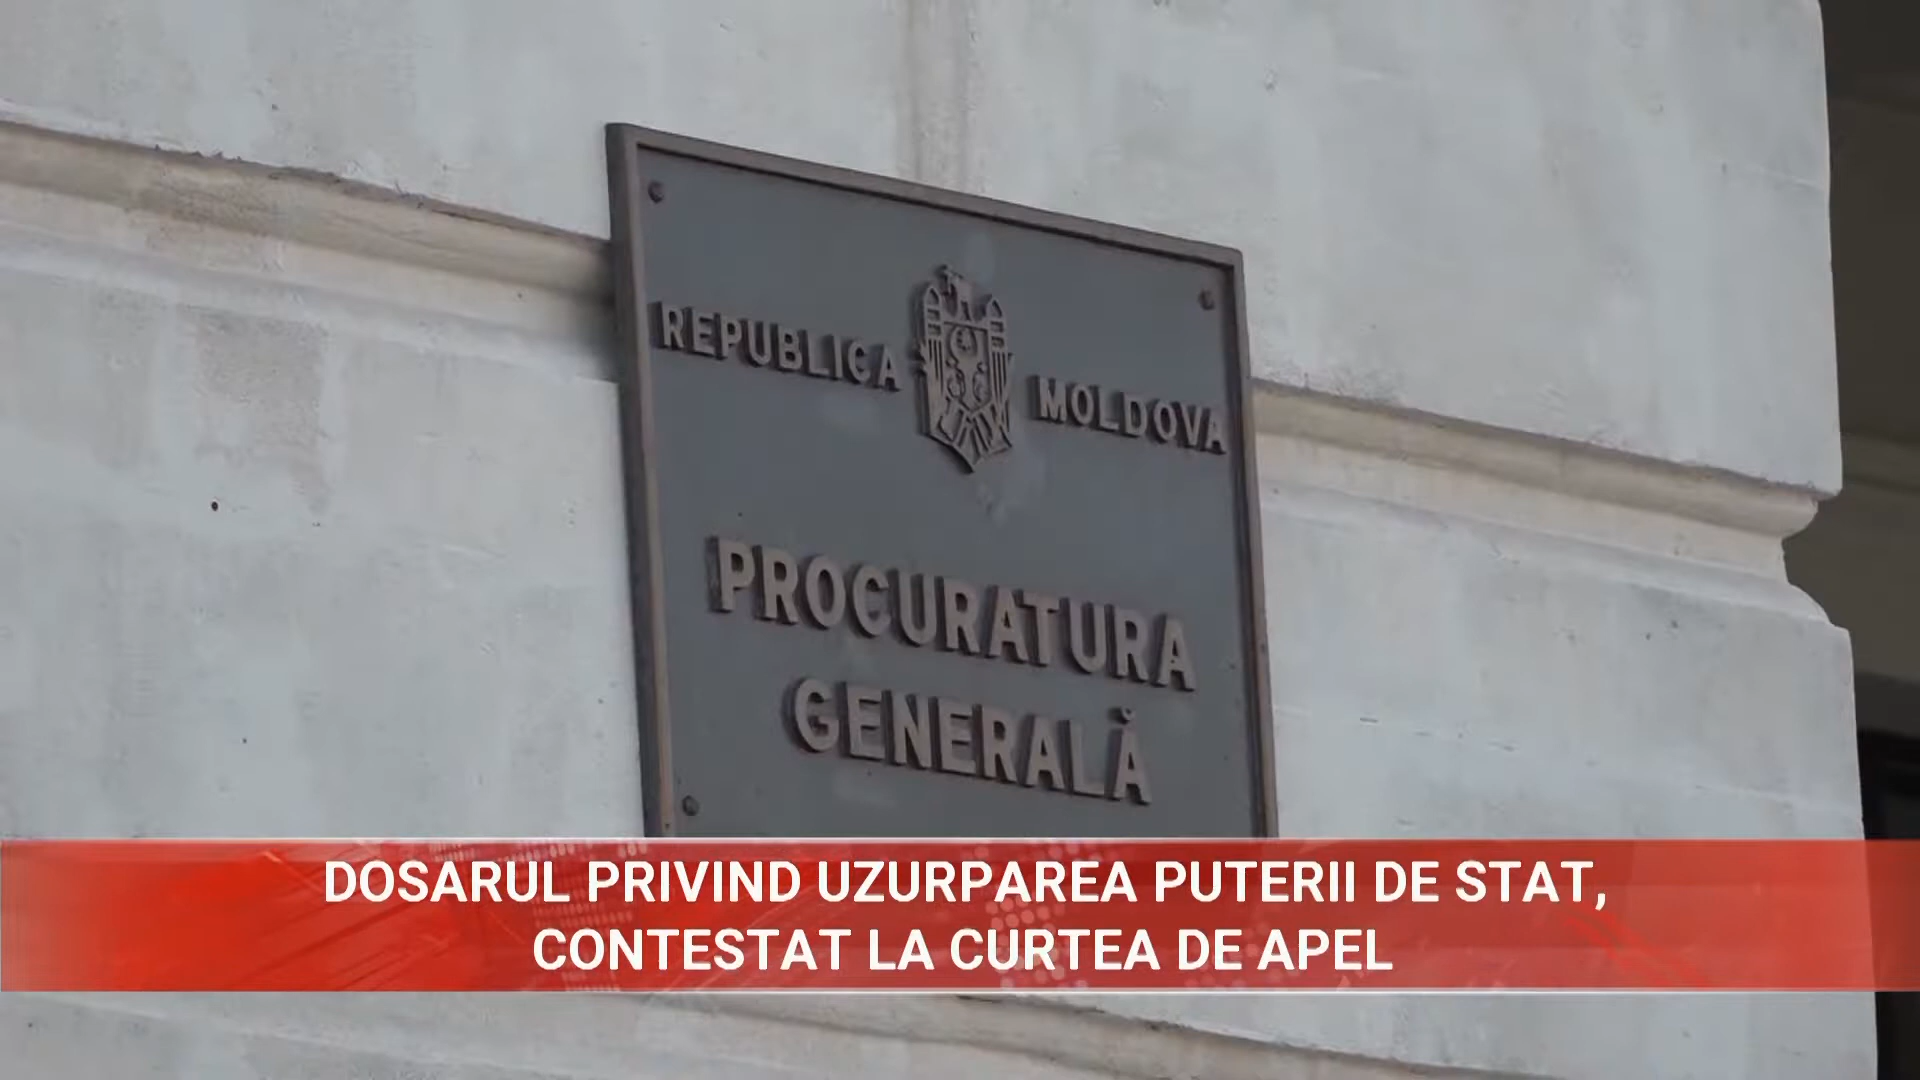 REPUBLICA MOLDOVA
PROCURATURA
GENERALĂ
DOSARUL PRIVIND UZURPAREA PUTERII DE STAT,
CONTESTAT LA CURTEA DE APEL